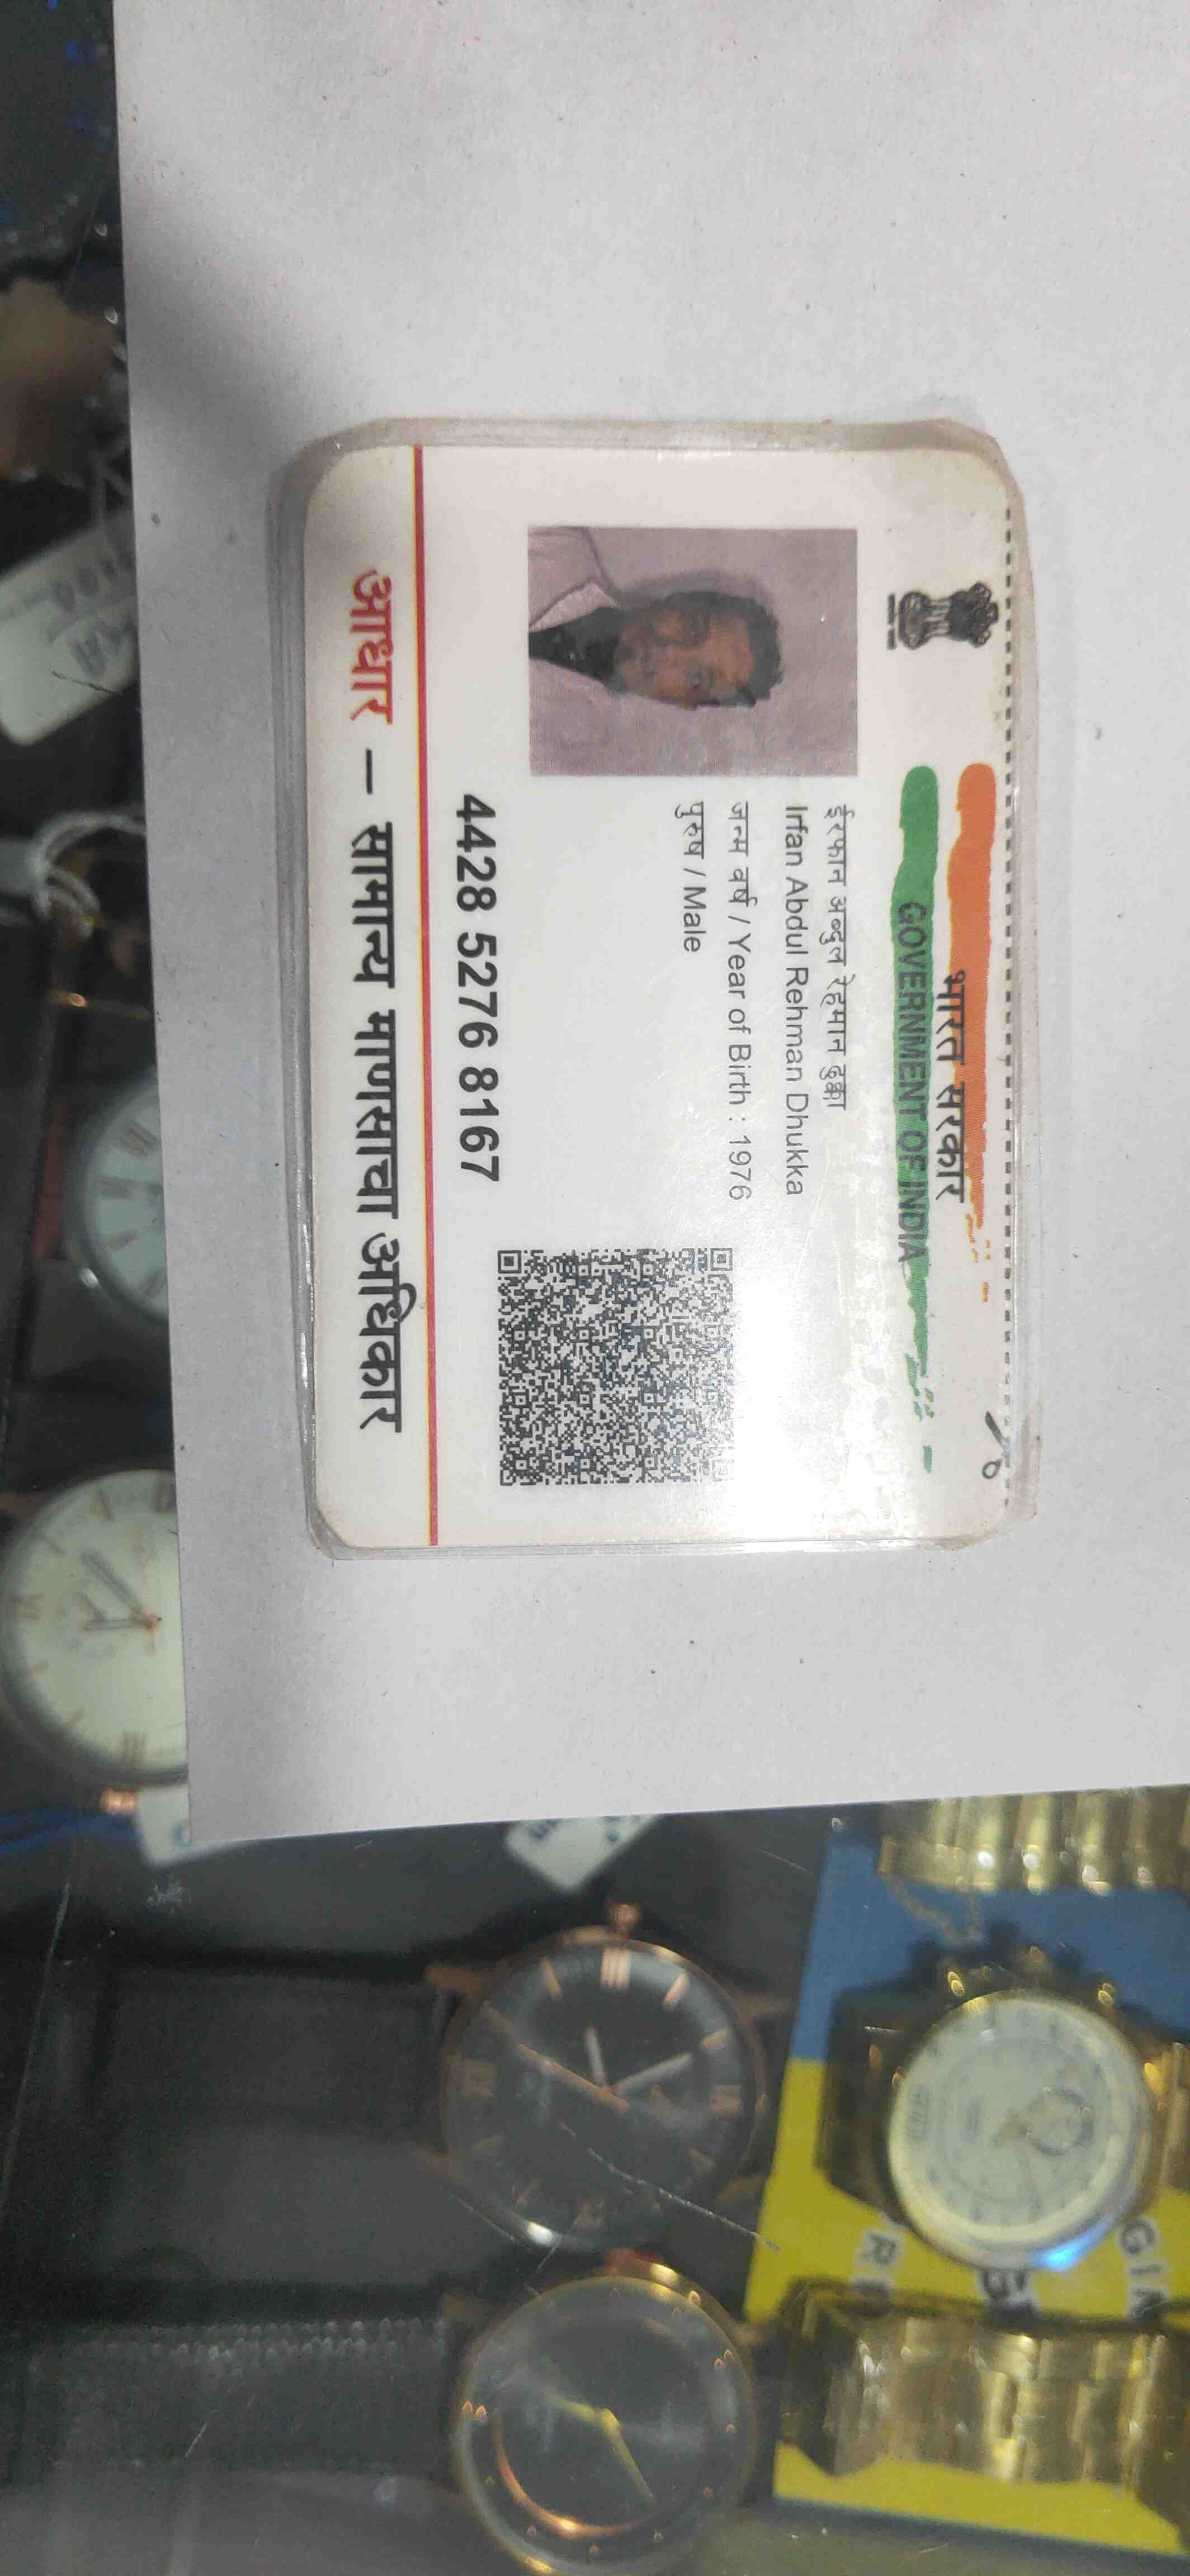 भारत सरकार
GOVERNMENT OF INDIA
ईरफान अब्दुल रेहमान ढुक्का
Irfan Abdul Rehman Dhukka
जन्म वर्ष / Year of Birth : 1976
पुरुष / Male
4428 5276 8167
आधार – सामान्य माणसाचा अधिकार